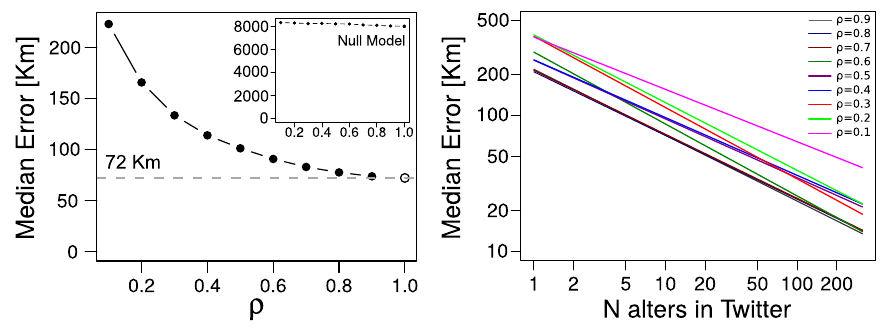 Median Error [Km]
200
150
100
50
0
72 Km
0.2
0.4
0.6
0.8
1.0
ρ
8000
6000
4000
2000
0
Null Model
0.2
0.4
0.6
0.8
1.0
Median Error [Km]
500
200
100
50
20
10
1
2
5
10
20
50
100
200
N alters in Twitter
ρ=0.9
ρ=0.8
ρ=0.7
ρ=0.6
ρ=0.5
ρ=0.4
ρ=0.3
ρ=0.2
ρ=0.1